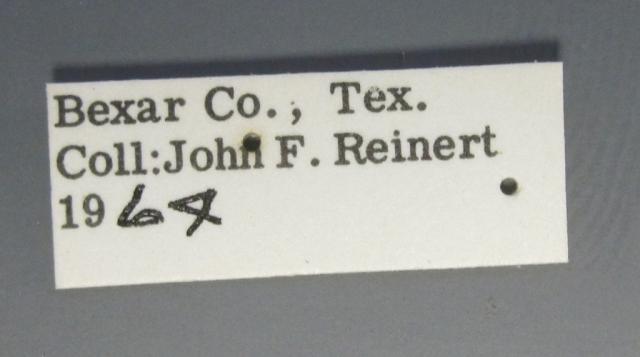 Bexar Co., Tex.
Coll:John F. Reinert
1964